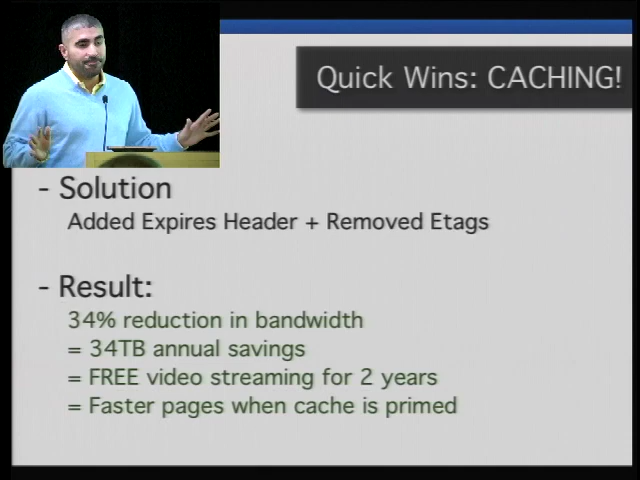 Quick Wins: CACHING!
- Solution
Added Expires Header + Removed Etags
- Result:
34% reduction in bandwidth
= 34TB annual savings
= FREE video streaming for 2 years
= Faster pages when cache is primed